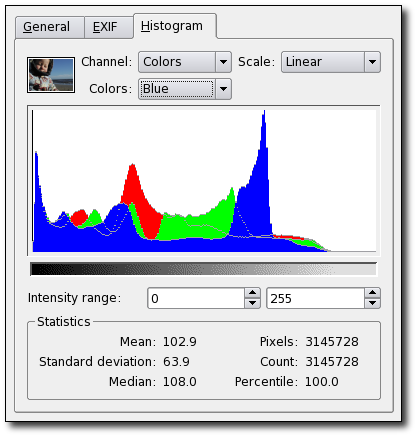 General EXIF Histogram
Channel: Colors Scale: Linear
Colors: Blue
Intensity range: 0 255
Statistics
Mean: 102.9 Pixels: 3145728
Standard deviation: 63.9 Count: 3145728
Median: 108.0 Percentile: 100.0